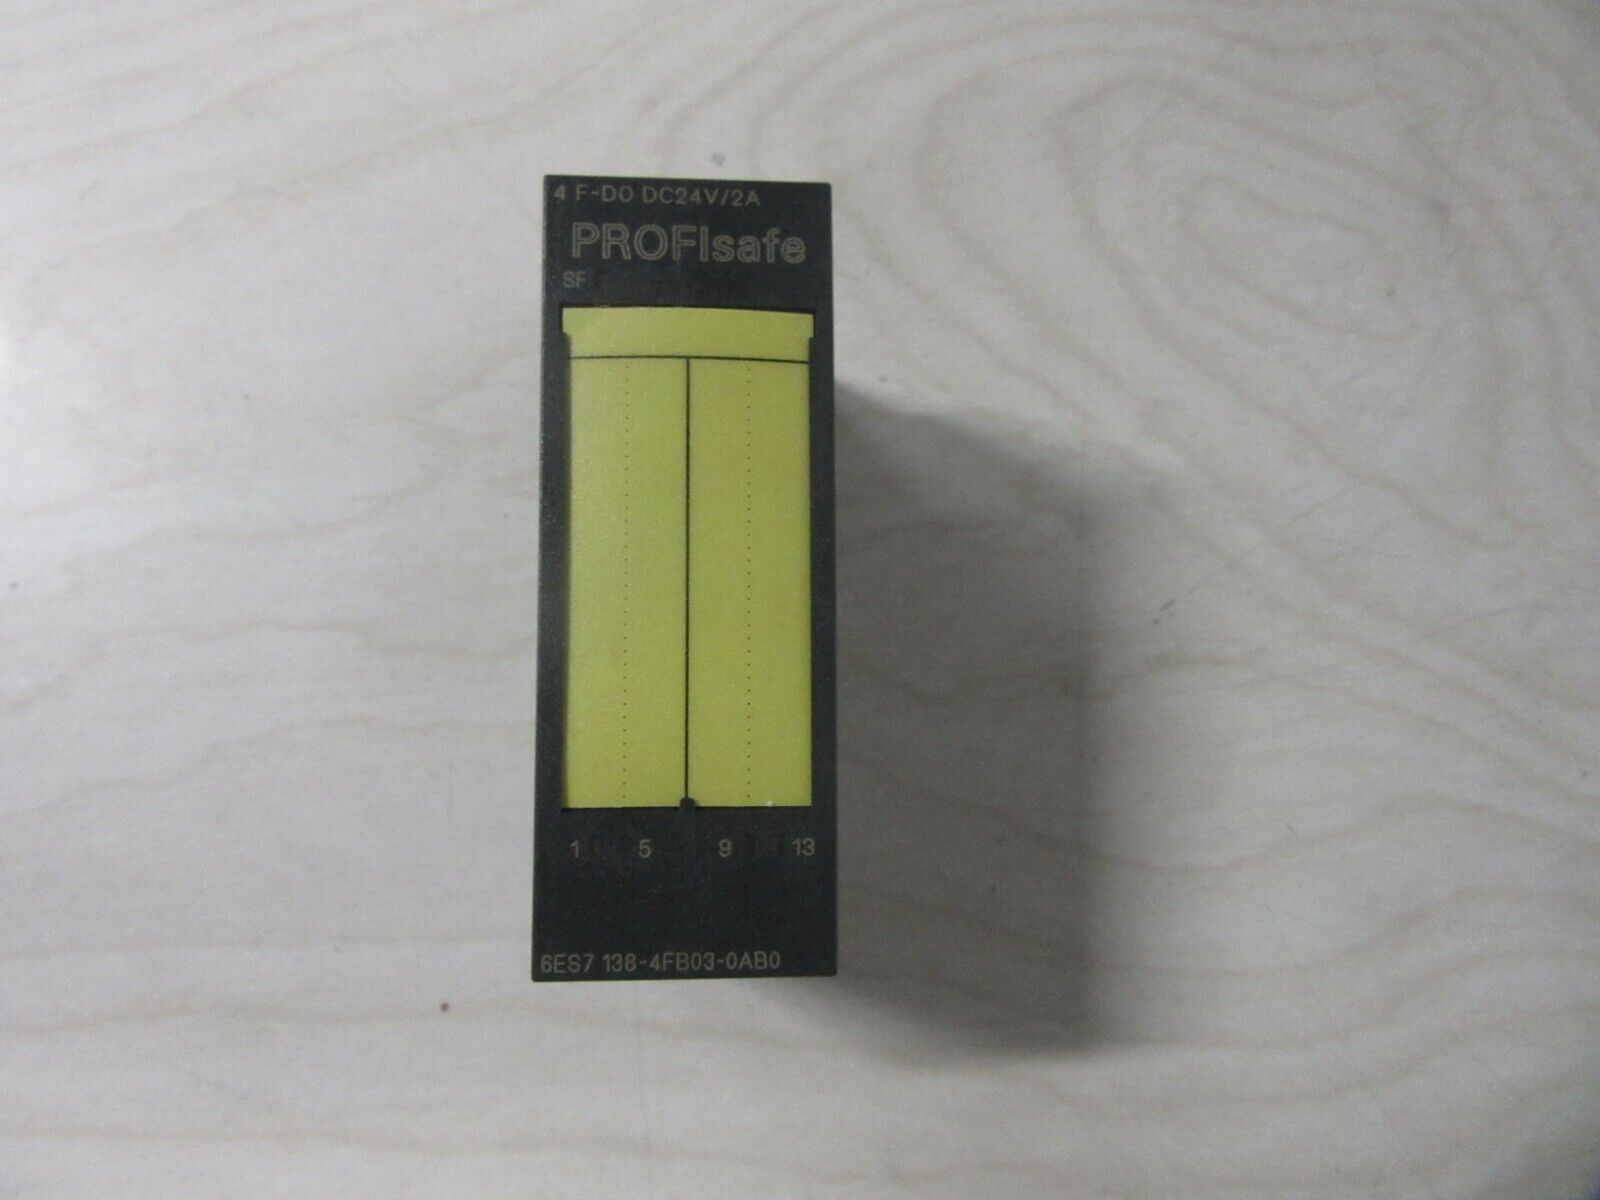 4 F-DO DC24V/2A
PROFIsafe
SF
1 5 9 13
6ES7 138-4FB03-0AB0